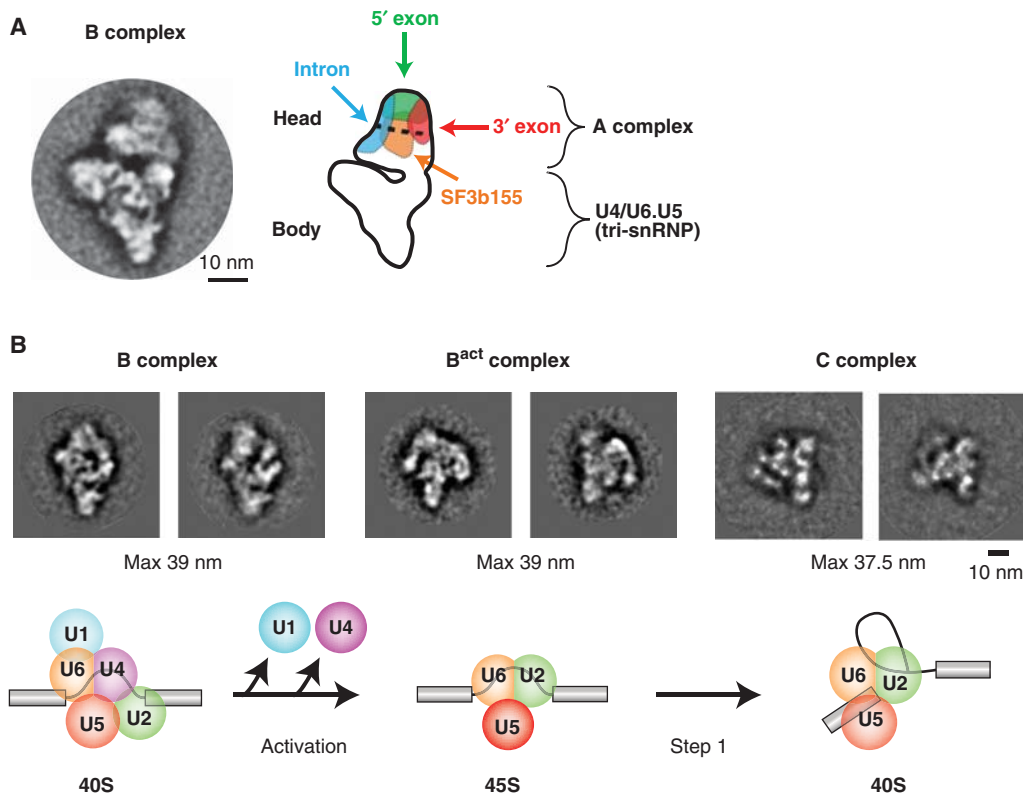 A
B complex
5′ exon
Intron
Head
3′ exon
A complex
SF3b155
Body
U4/U6.U5
(tri-snRNP)
10 nm
B
B complex
Bact complex
C complex
Max 39 nm
Max 39 nm
Max 37.5 nm
10 nm
U1
U6 U4
U5 U2
U1 U4
Activation
U6 U2
U5
Step 1
U6 U2
U5
40S
45S
40S